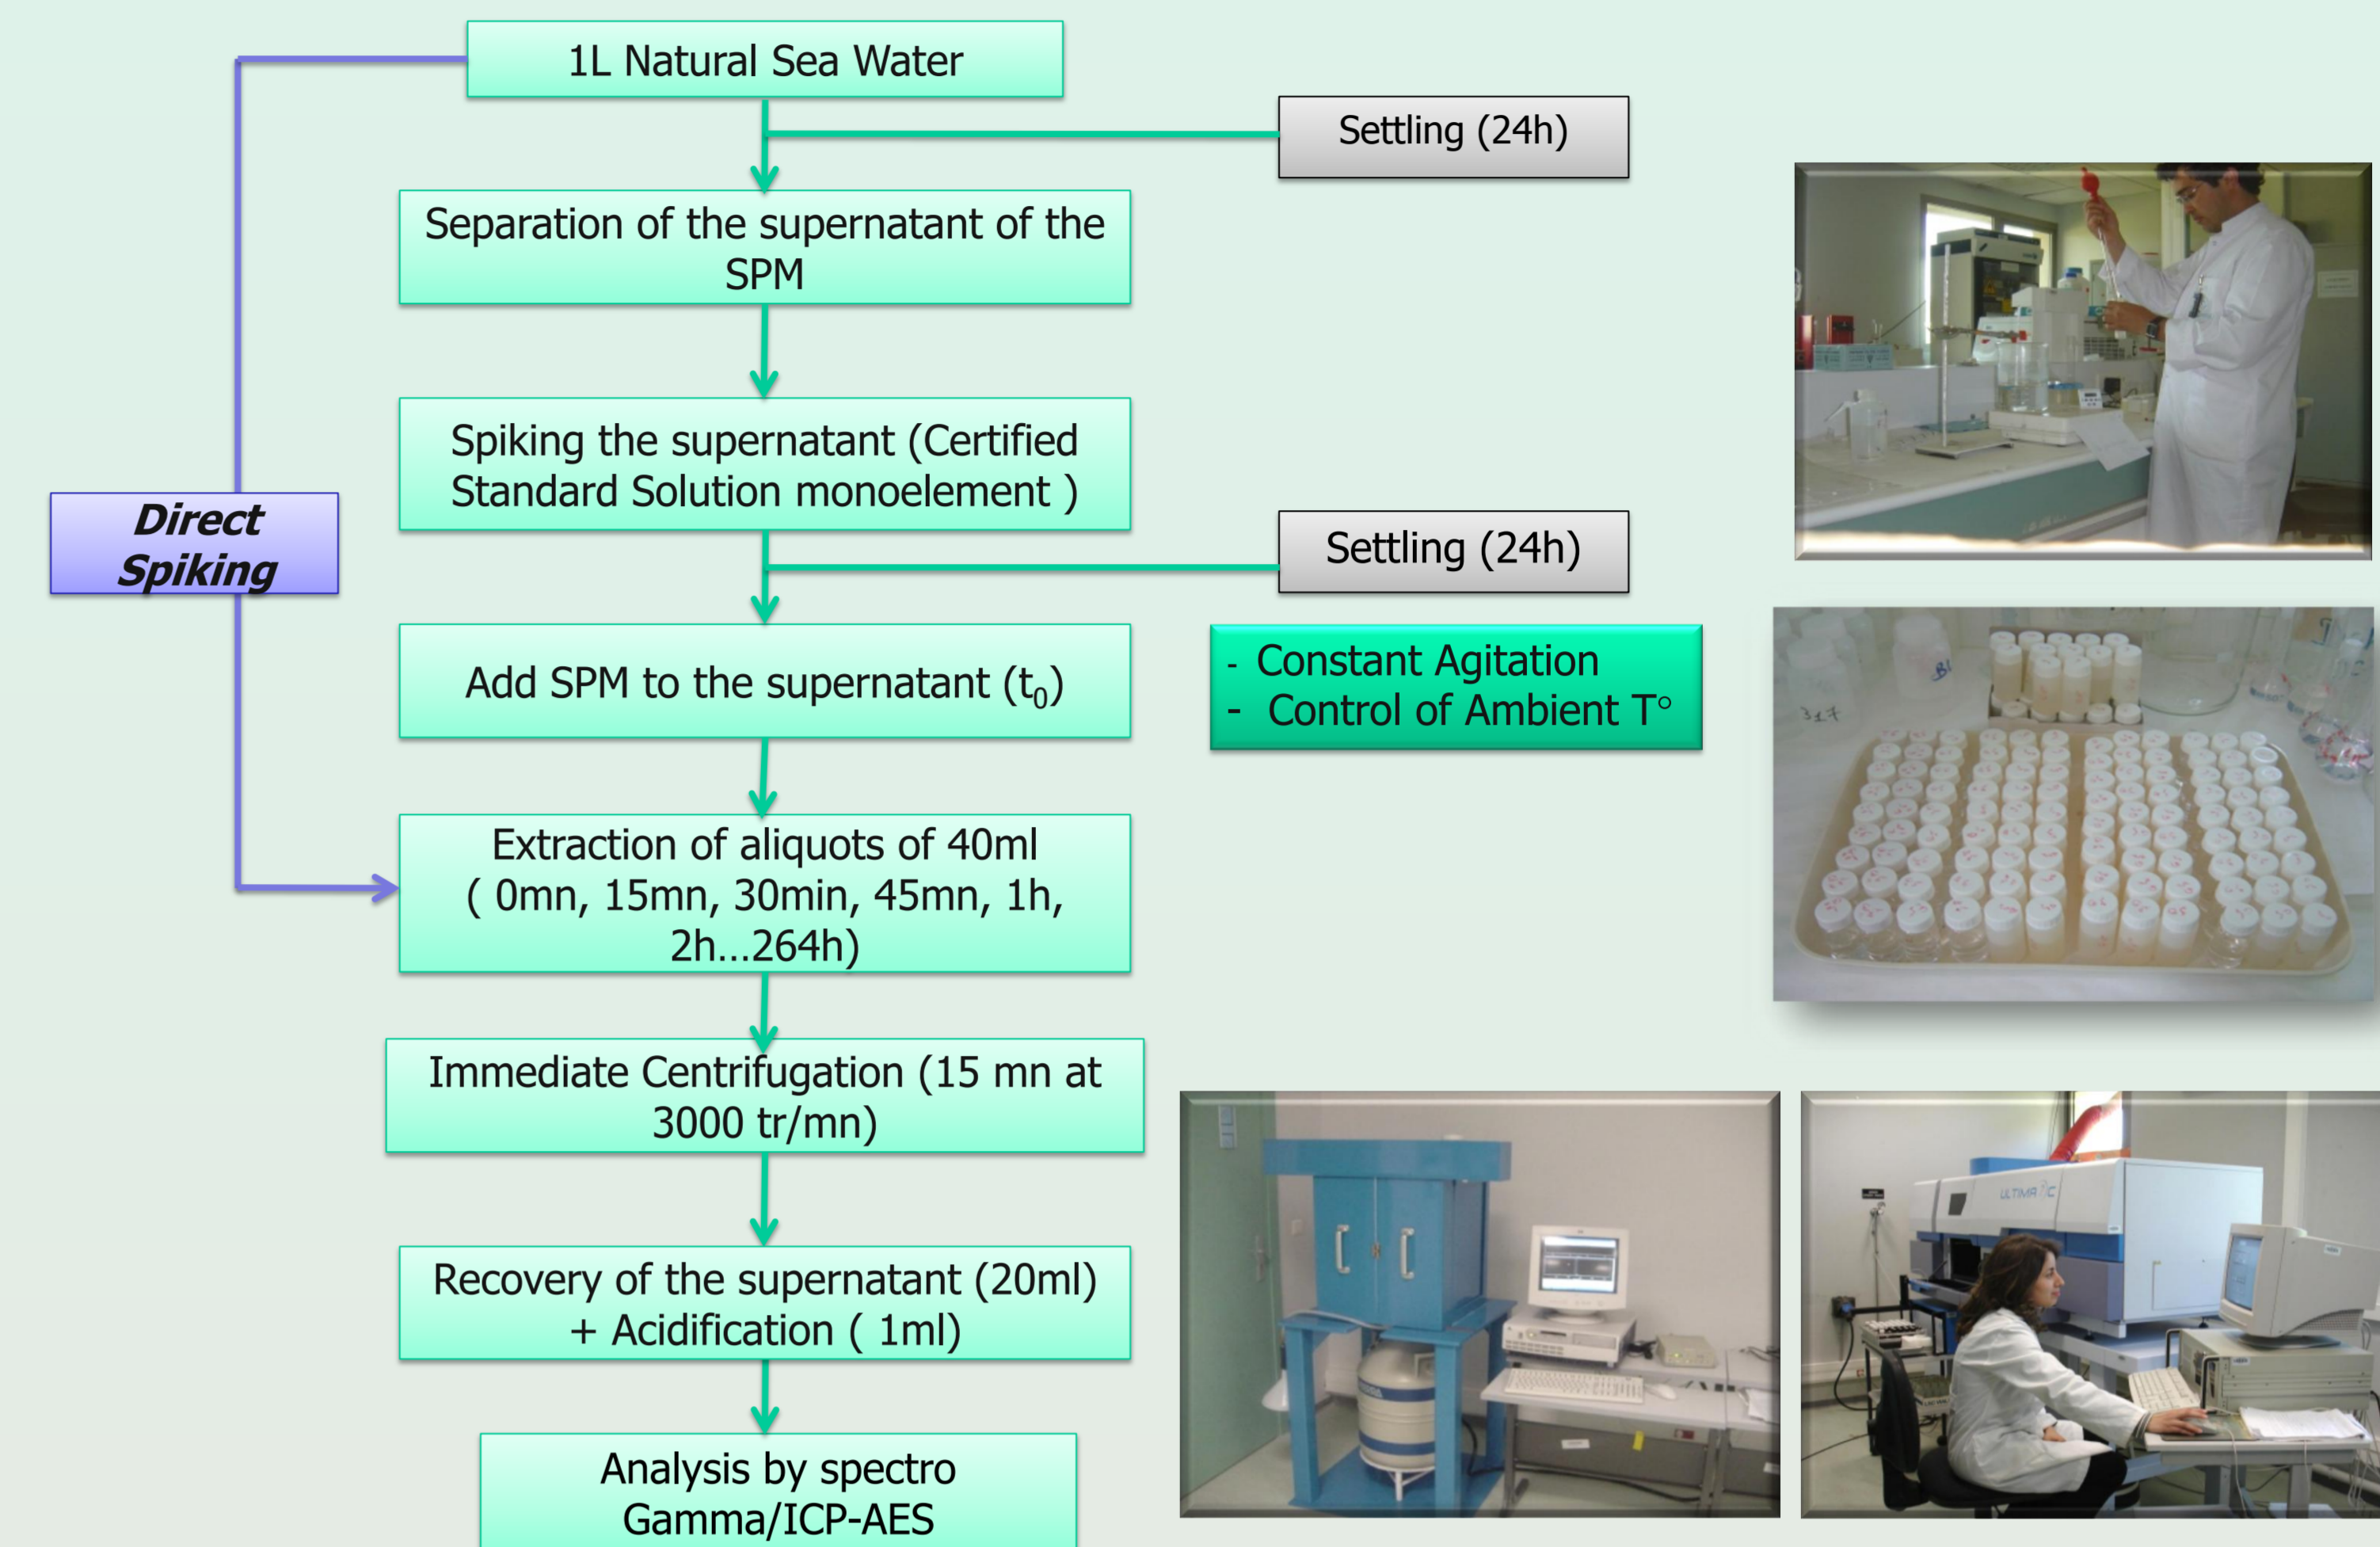 1L Natural Sea Water
Settling (24h)
Separation of the supernatant of the
SPM
Spiking the supernatant (Certified
Standard Solution monoelement )
Direct
Spiking
Settling (24h)
Add SPM to the supernatant (t₀)
- Constant Agitation
- Control of Ambient T°
Extraction of aliquots of 40ml
( 0mn, 15mn, 30min, 45mn, 1h,
2h...264h)
Immediate Centrifugation (15 mn at
3000 tr/mn)
Recovery of the supernatant (20ml)
+ Acidification ( 1ml)
Analysis by spectro
Gamma/ICP-AES
317
ULTIMA 2C